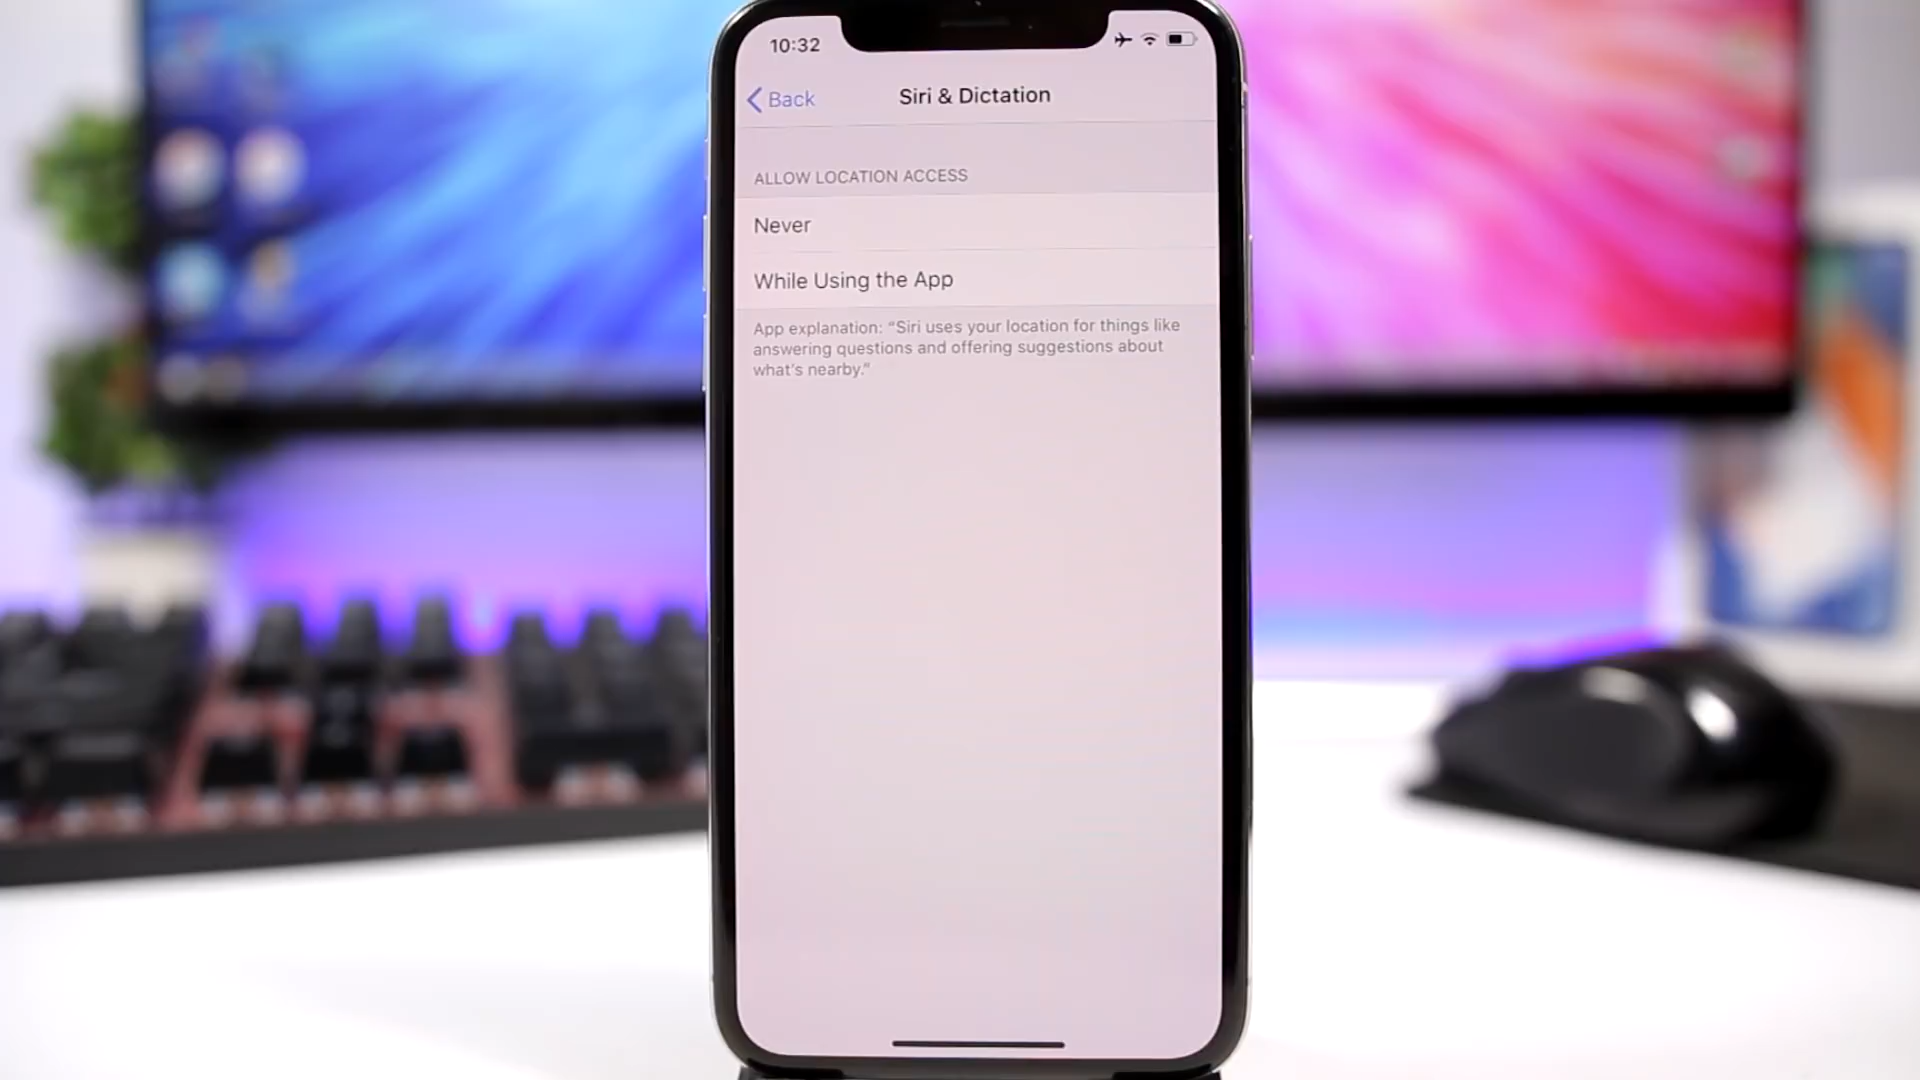 10:32
Back
Siri & Dictation
ALLOW LOCATION ACCESS
Never
While Using the App
App explanation: “Siri uses your location for things like
answering questions and offering suggestions about
what's nearby.”